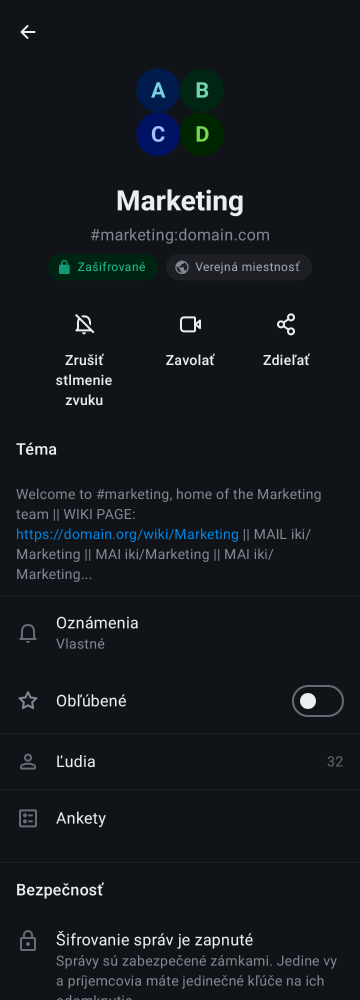 A B
C D
Marketing
#marketing:domain.com
Zašifrované Verejná miestnosť
Zrušiť
stlmenie
zvuku
Zavolať
Zdieľať
Téma
Welcome to #marketing, home of the Marketing
team || WIKI PAGE:
https://domain.org/wiki/Marketing || MAIL iki/
Marketing || MAI iki/Marketing || MAI iki/
Marketing...
Oznámenia
Vlastné
Obľúbené
Ľudia 32
Ankety
Bezpečnosť
Šifrovanie správ je zapnuté
Správy sú zabezpečené zámkami. Jedine vy
a príjemcovia máte jedinečné kľúče na ich